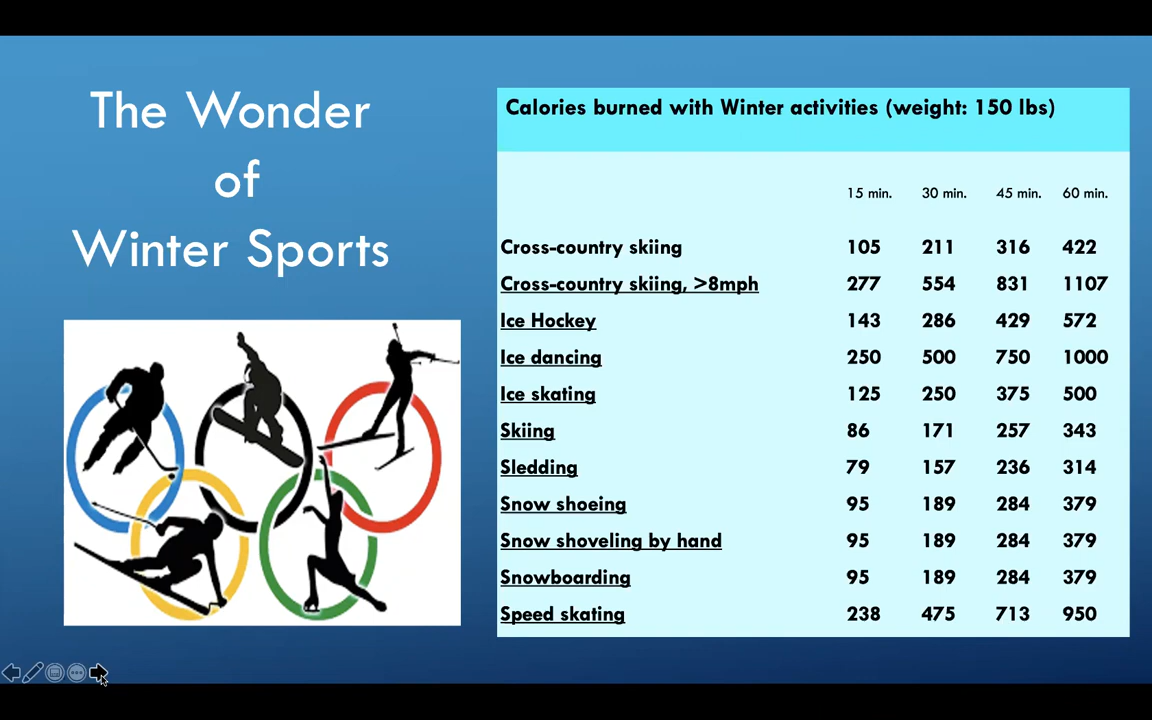 The Wonder
of
Winter Sports
Calories burned with Winter activities (weight: 150 lbs)
15 min. 30 min. 45 min. 60 min.
Cross-country skiing 105 211 316 422
Cross-country skiing, >8mph 277 554 831 1107
Ice Hockey 143 286 429 572
Ice dancing 250 500 750 1000
Ice skating 125 250 375 500
Skiing 86 171 257 343
Sledding 79 157 236 314
Snow shoeing 95 189 284 379
Snow shoveling by hand 95 189 284 379
Snowboarding 95 189 284 379
Speed skating 238 475 713 950